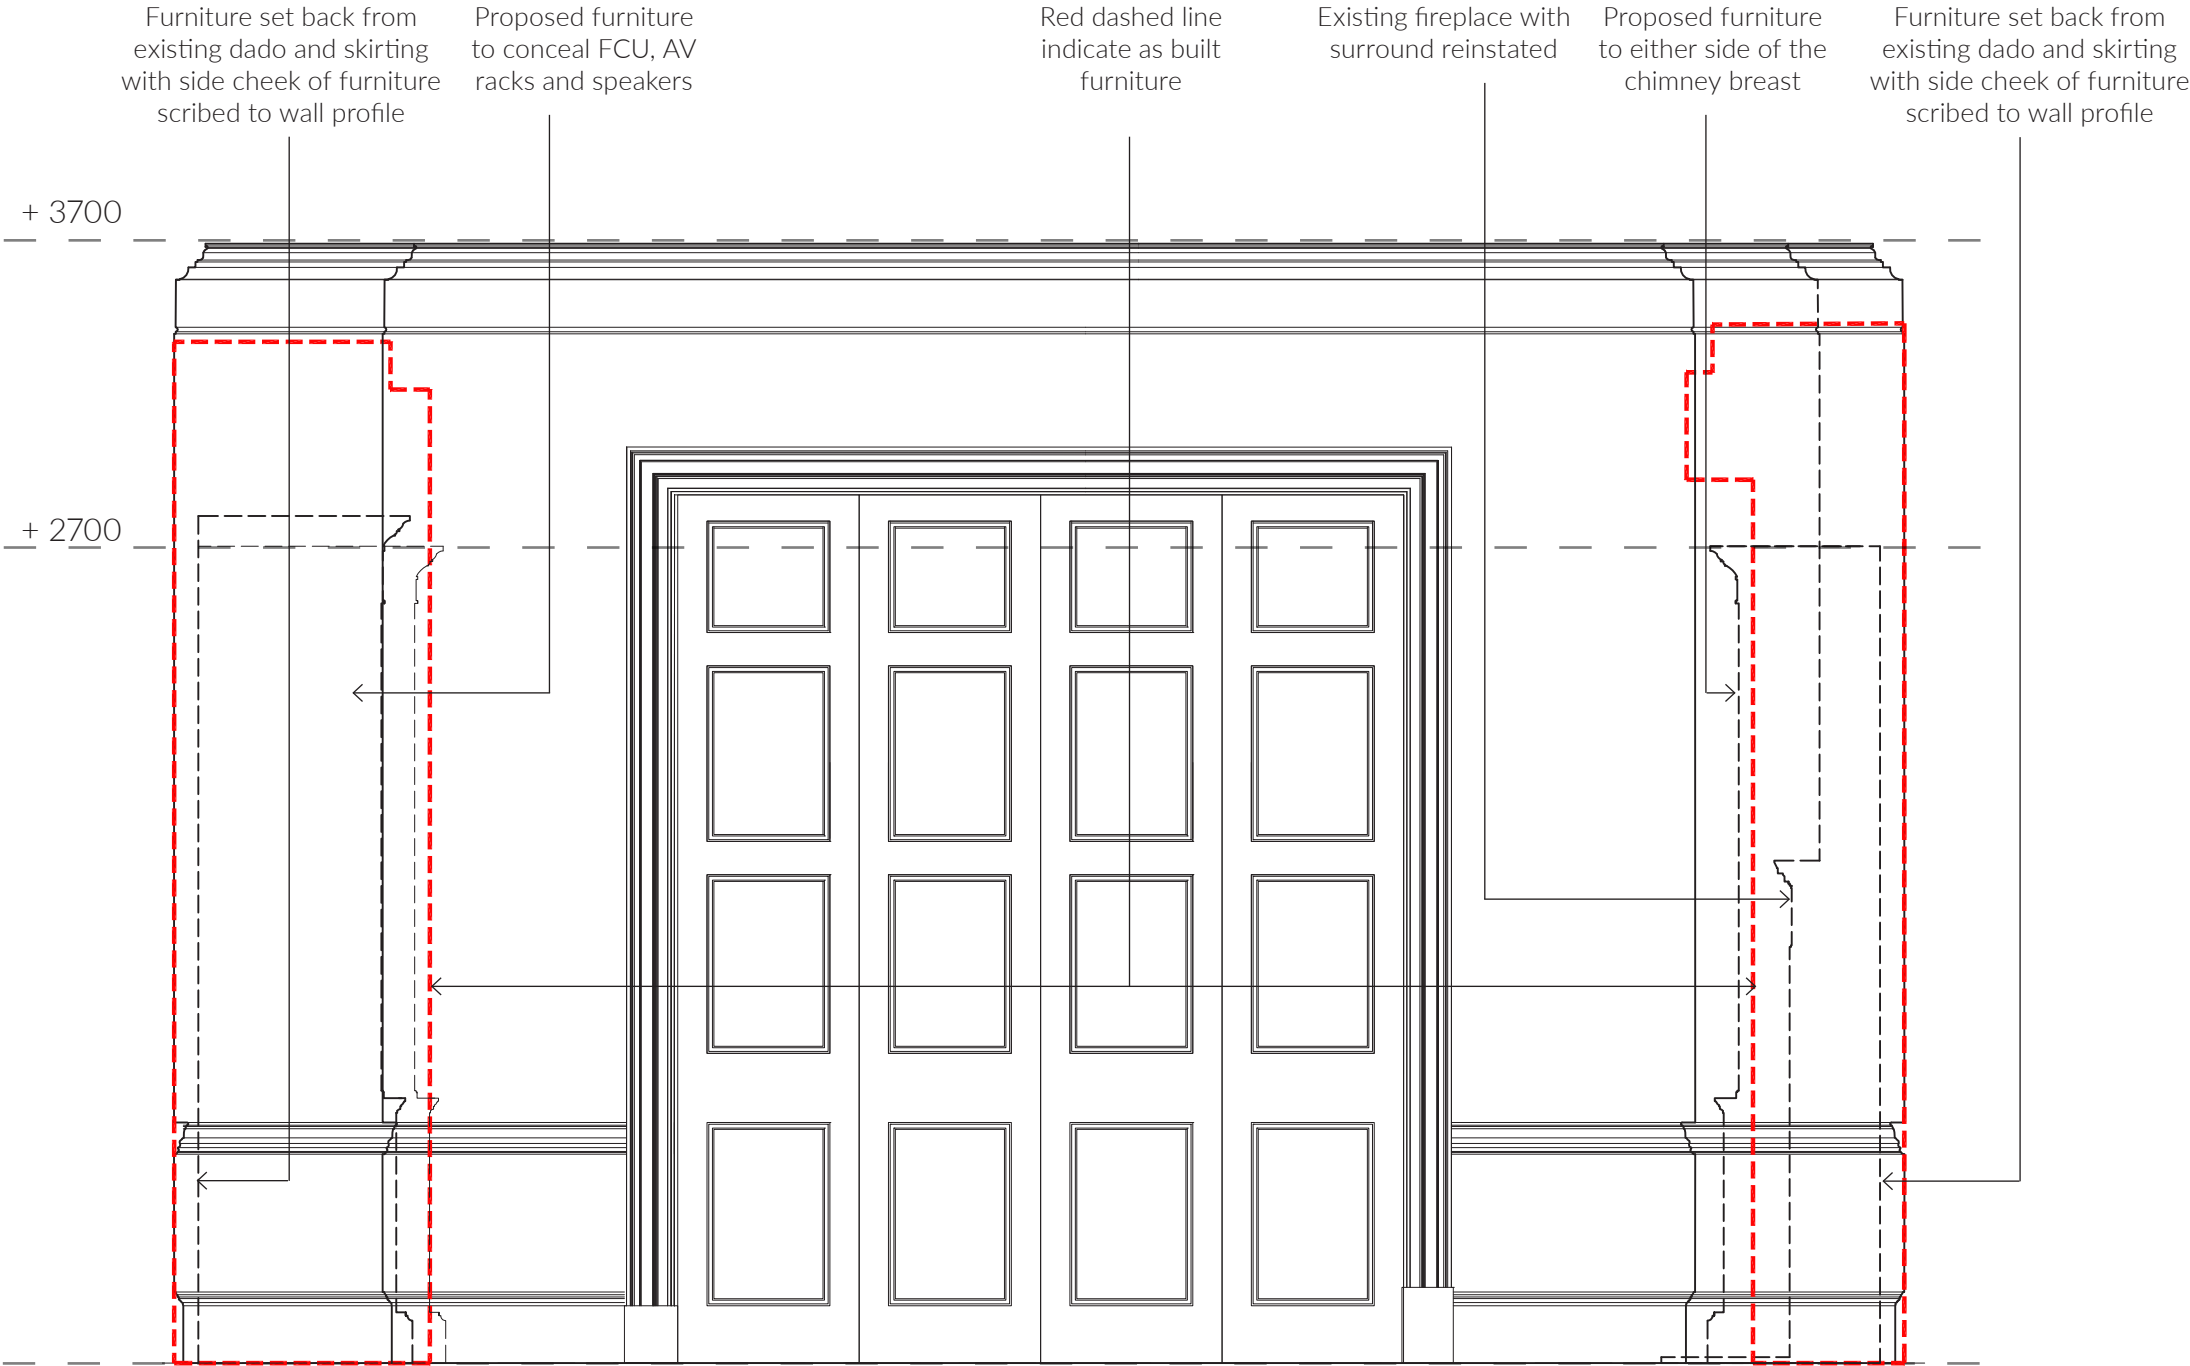 Furniture set back from
existing dado and skirting
with side cheek of furniture
scribed to wall profile
Proposed furniture
to conceal FCU, AV
racks and speakers
Red dashed line
indicate as built
furniture
Existing fireplace with
surround reinstated
Proposed furniture
to either side of the
chimney breast
Furniture set back from
existing dado and skirting
with side cheek of furniture
scribed to wall profile
+ 3700
+ 2700